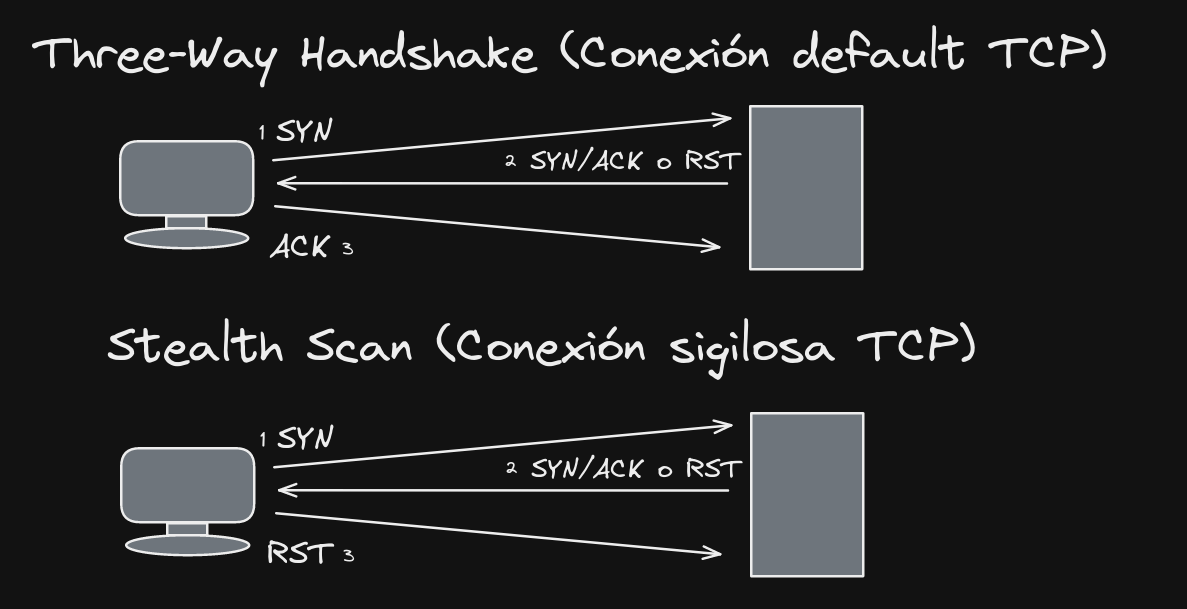 Three-Way Handshake (Conexión default TCP)
1 SYN
2 SYN/ACK o RST
ACK 3
Stealth Scan (Conexión sigilosa TCP)
1 SYN
2 SYN/ACK o RST
RST 3